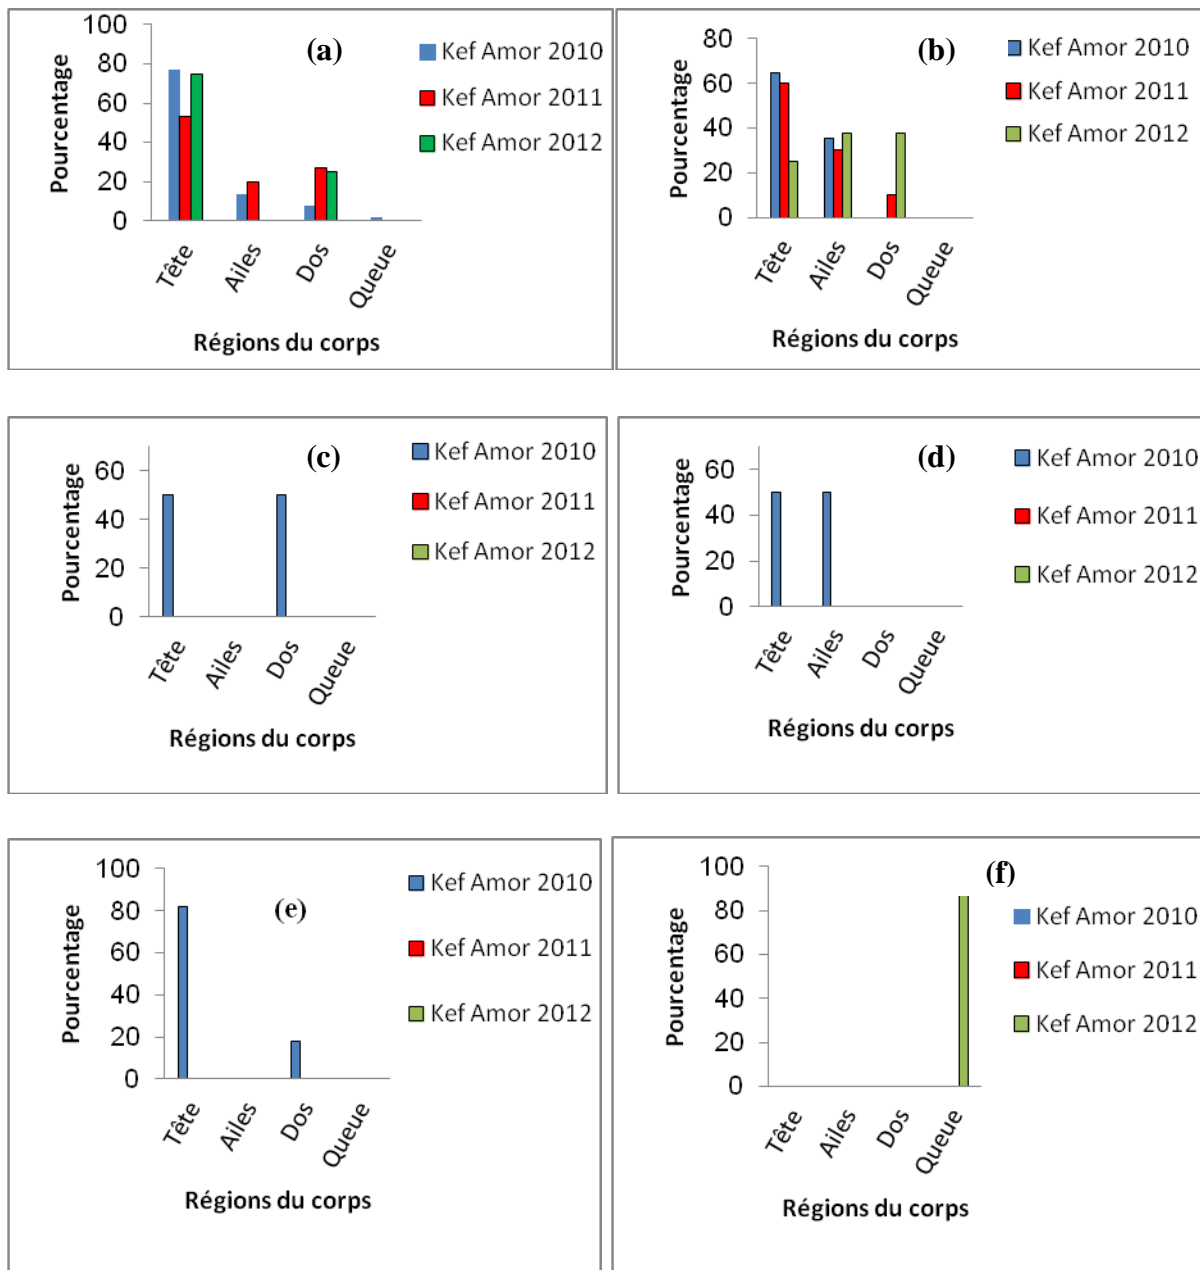 (a)
Pourcentage
100
80
60
40
20
0
Tête
Ailes
Dos
Queue
Régions du corps
Kef Amor 2010
Kef Amor 2011
Kef Amor 2012
(b)
Pourcentage
80
60
40
20
0
Tête
Ailes
Dos
Queue
Régions du corps
Kef Amor 2010
Kef Amor 2011
Kef Amor 2012
(c)
Pourcentage
60
40
20
0
Tête
Ailes
Dos
Queue
Régions du corps
Kef Amor 2010
Kef Amor 2011
Kef Amor 2012
(d)
Pourcentage
60
40
20
0
Tête
Ailes
Dos
Queue
Régions du corps
Kef Amor 2010
Kef Amor 2011
Kef Amor 2012
(e)
Pourcentage
100
80
60
40
20
0
Tête
Ailes
Dos
Queue
Régions du corps
Kef Amor 2010
Kef Amor 2011
Kef Amor 2012
(f)
Pourcentage
100
80
60
40
20
0
Tête
Ailes
Dos
Queue
Régions du corps
Kef Amor 2010
Kef Amor 2011
Kef Amor 2012